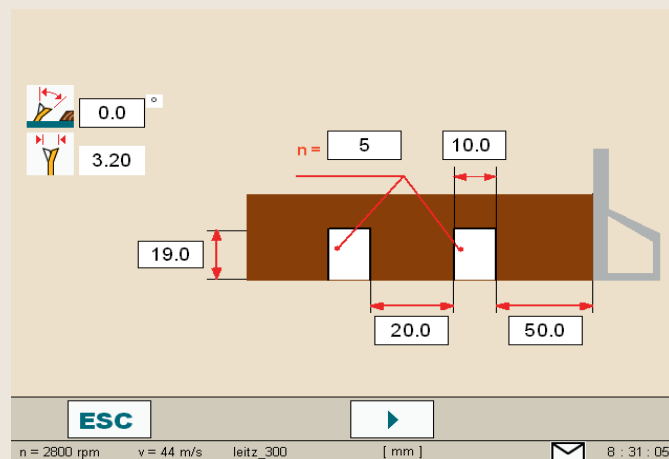 0.0 °
n = 5 10.0
3.20
19.0
20.0 50.0
ESC
n = 2800 rpm v = 44 m/s leitz_300 [ mm ] 8 : 31 : 05